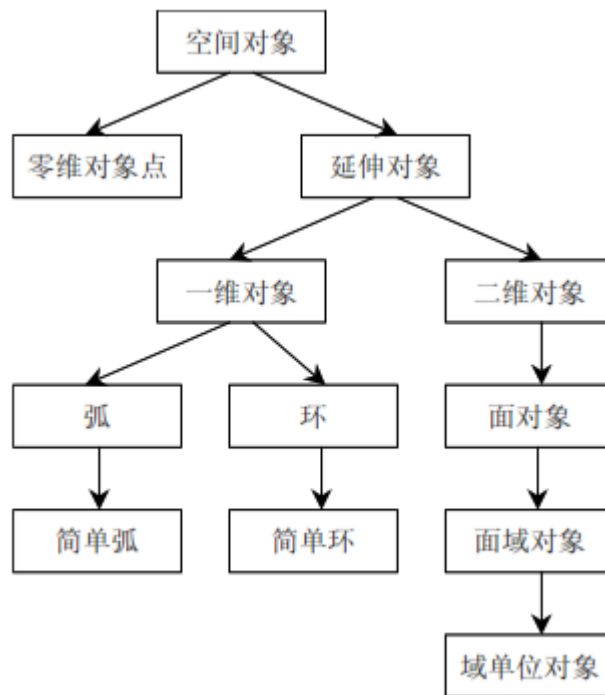 空间对象
零维对象点
延伸对象
一维对象
二维对象
弧
环
面对象
简单弧
简单环
面域对象
域单位对象